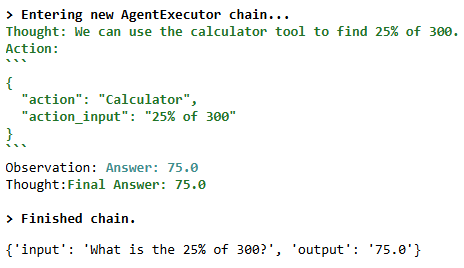 > Entering new AgentExecutor chain...
Thought: We can use the calculator tool to find 25% of 300.
Action:
```
{
  "action": "Calculator",
  "action_input": "25% of 300"
}
```
Observation: Answer: 75.0
Thought:Final Answer: 75.0
> Finished chain.
{'input': 'What is the 25% of 300?', 'output': '75.0'}